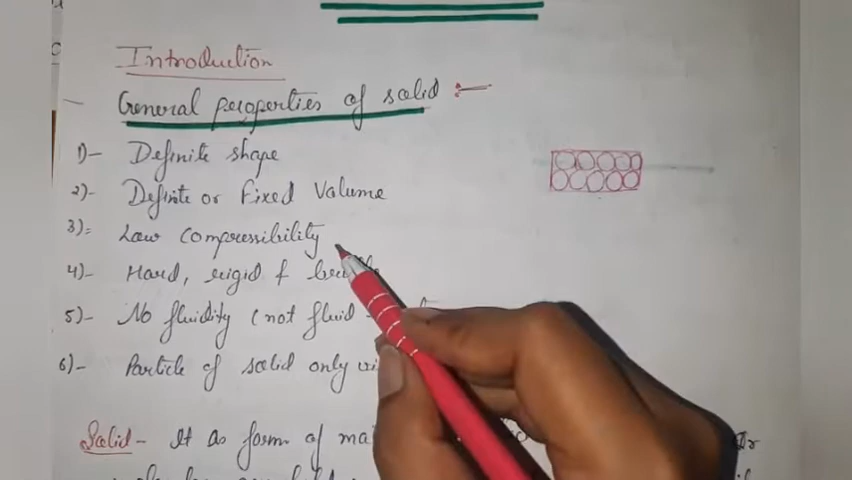 Introduction
General properties of solid :-
1)- Definite shape
2)- Definite or Fixed Volume
3)= Low Compressibility
4)- Hard, rigid &
5)- No fluidity (not fluid
6)- Particle of solid only
Solid - It as form of